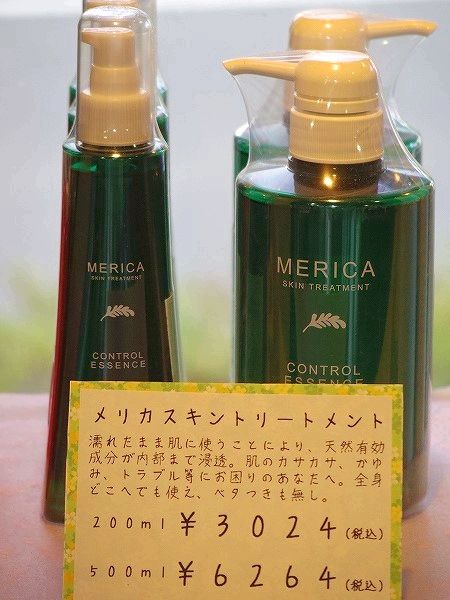 MERICA
SKIN TREATMENT
CONTROL
ESSENCE
MERICA
SKIN TREATMENT
CONTROL
ESSENCE
メリカスキントリートメント
濡れたまま肌に使うことにより、天然有効
成分が内部まで浸透。肌のカサカサ、かゆ
み、トラブル等にお困りのあなたへ。全身
どこへでも使え、ベタつきも無し。
200ml ¥3024(税込)
500ml ¥6264(税込)